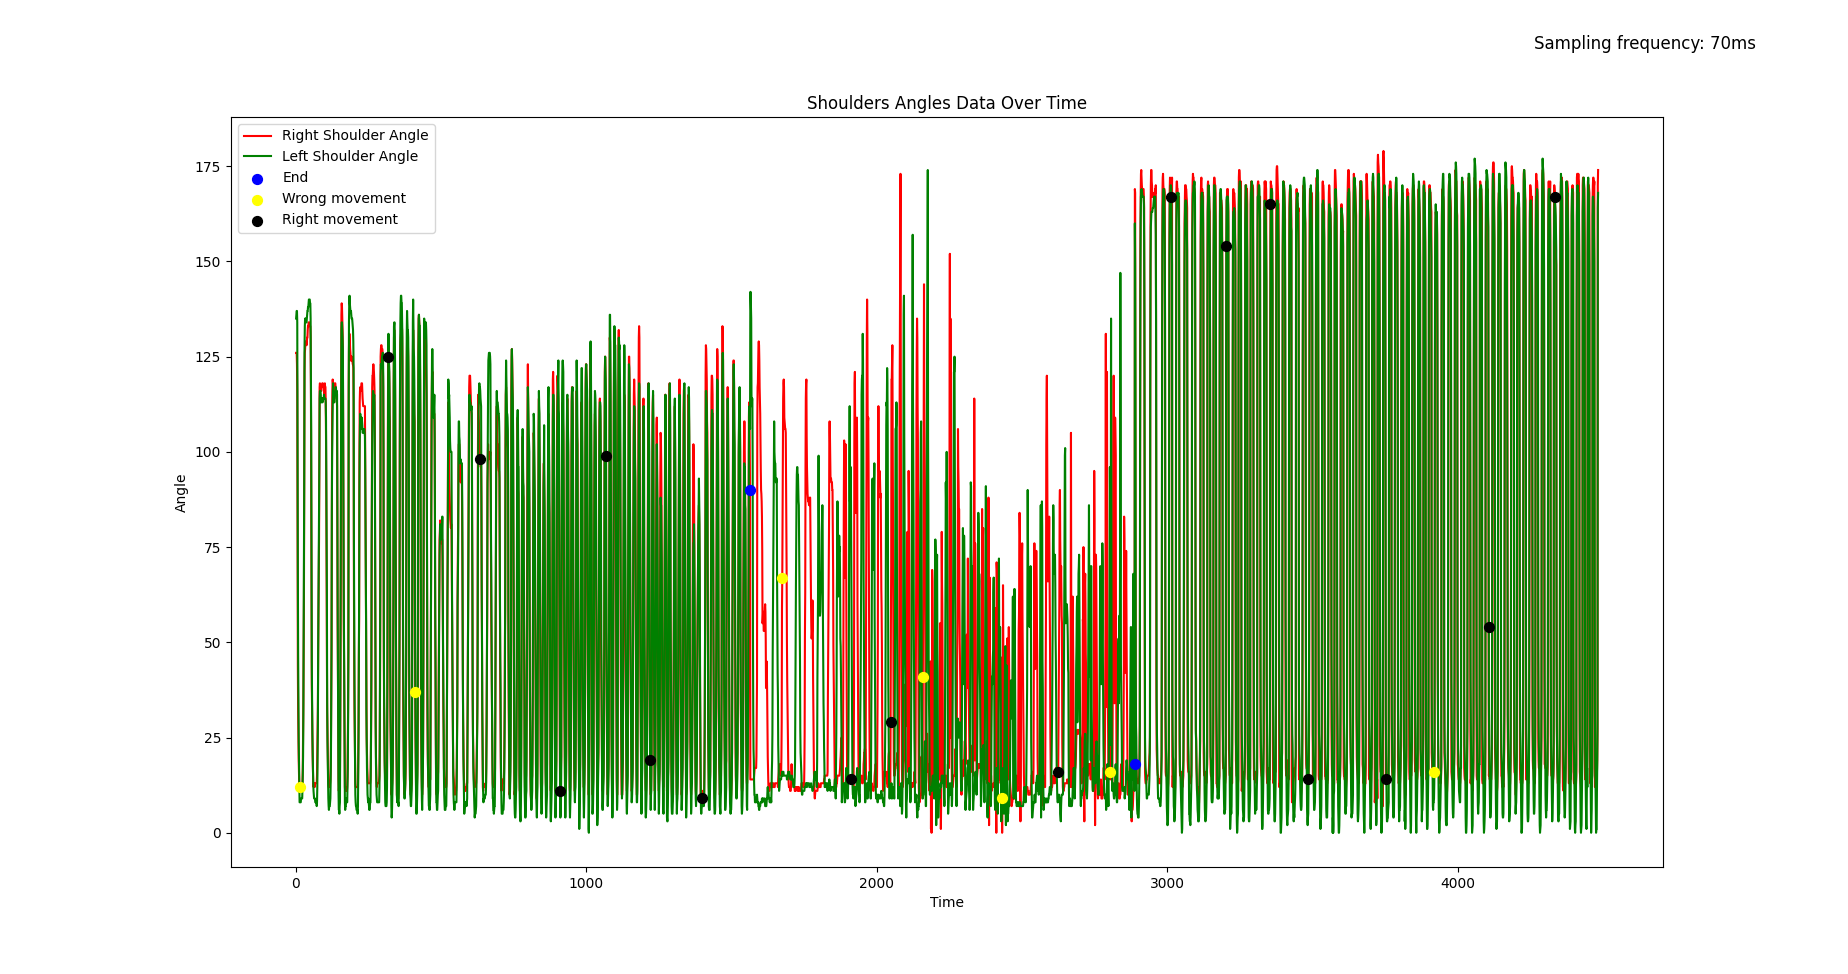 Sampling frequency: 70ms
Shoulders Angles Data Over Time
Right Shoulder Angle
Left Shoulder Angle
End
Wrong movement
Right movement
175
150
125
100
75
50
25
0
Angle
0 1000 2000 3000 4000
Time